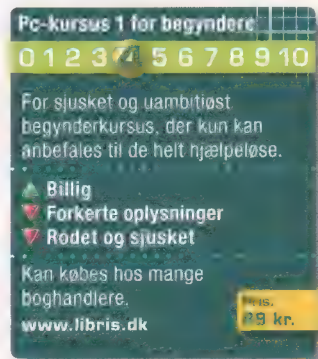 Pc-kursus 1 for begyndere
0 1 2 3 4 5 6 7 8 9 10
For sjusket og uambitiøst
begynderkursus, der kun kan
anbefales til de helt hjælpeløse.
Billig
Forkerte oplysninger
Rodet og sjusket
Kan købes hos mange
boghandlere.
www.libris.dk
Pris:
89 kr.